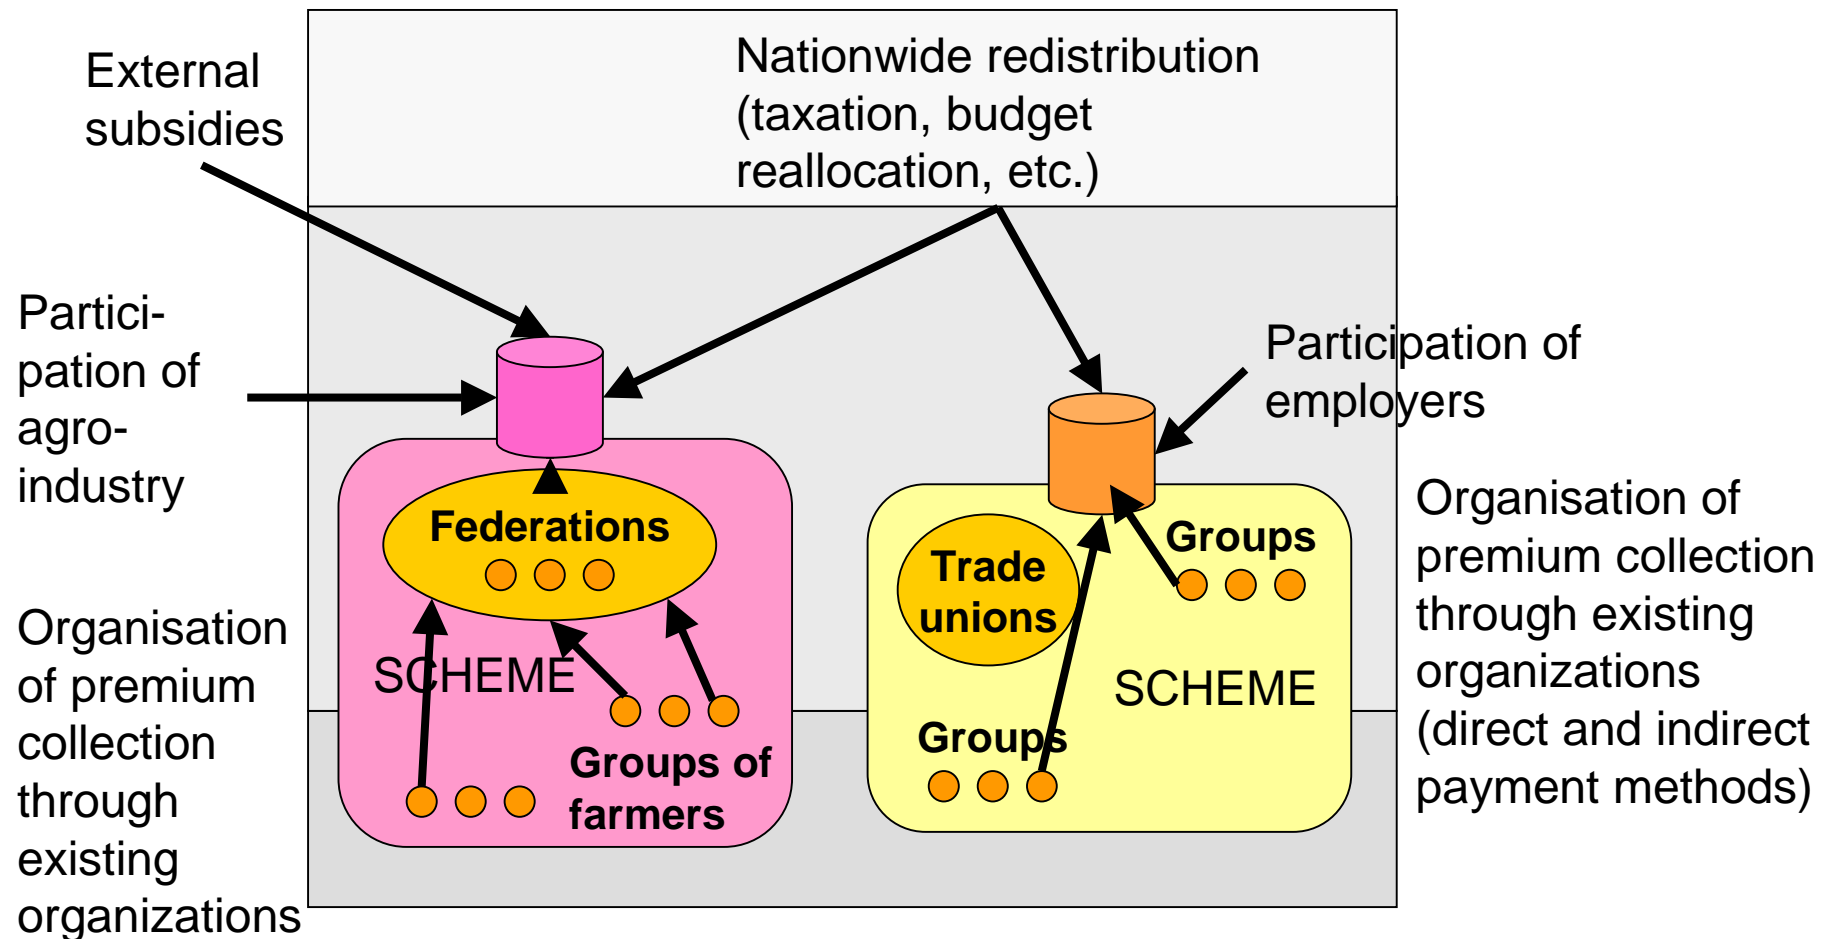 External
subsidies
Nationwide redistribution
(taxation, budget
reallocation, etc.)
Partici-
pation of
agro-
industry
Participation of
employers
Federations
SCHEME
Groups of
farmers
Trade
unions
Groups
SCHEME
Groups
Organisation
of premium
collection
through
existing
organizations
Organisation of
premium collection
through existing
organizations
(direct and indirect
payment methods)